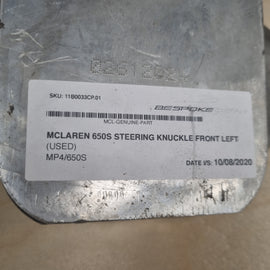 SKU: 11B0033CP.01
BESPOKE
MCL-GENUINE-PART
MCLAREN 650S STEERING KNUCKLE FRONT LEFT
(USED)
MP4/650S
DATE I/S: 10/08/2020